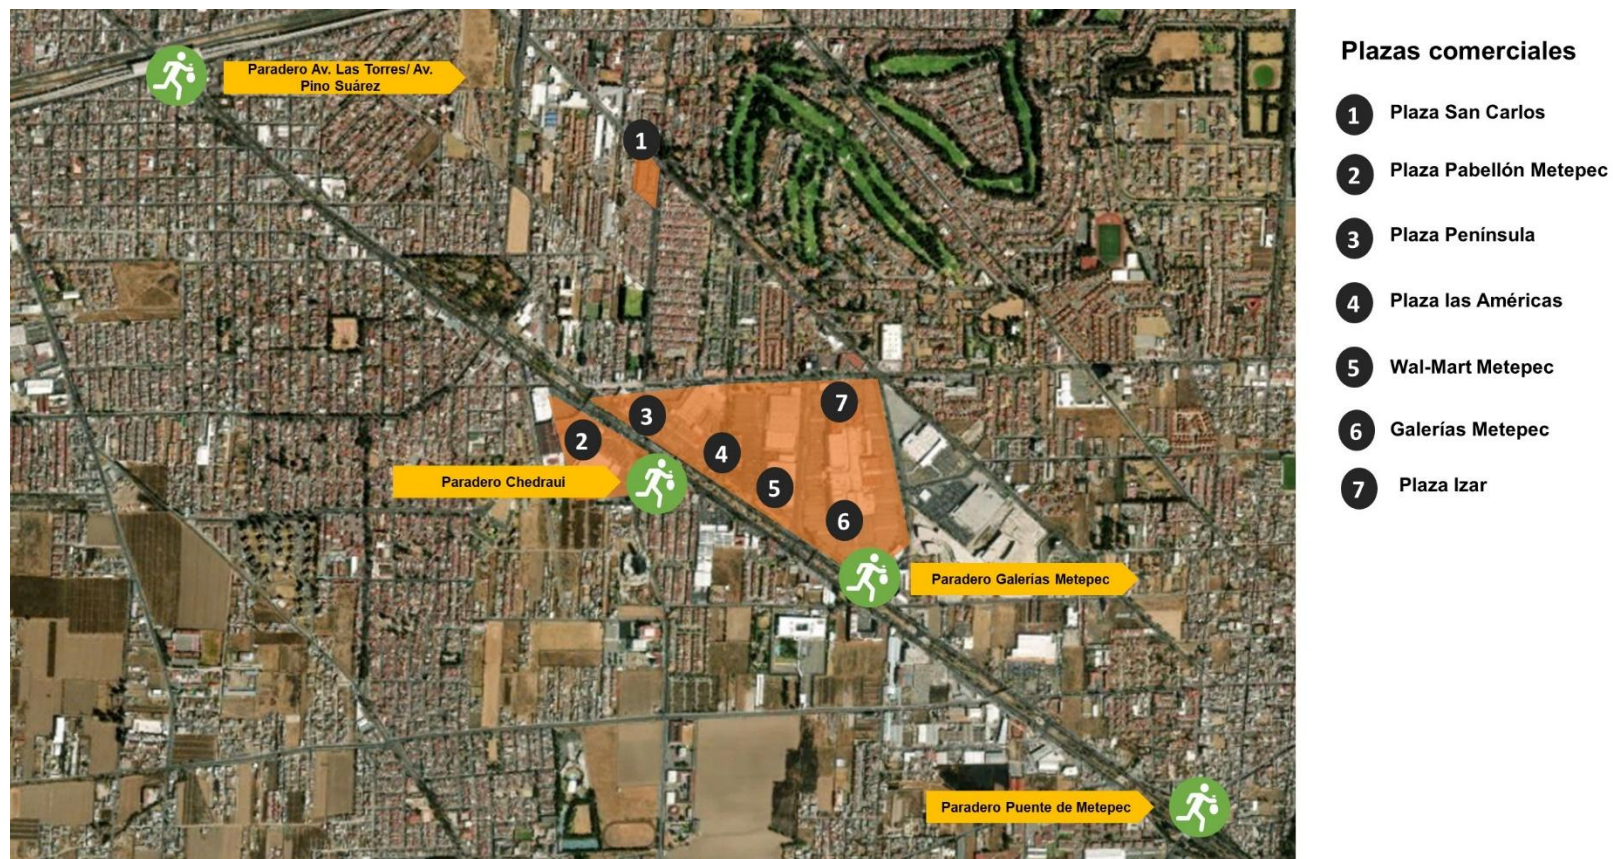 Paradero Av. Las Torres/ Av.
Pino Suárez
1
3
7
2
4
Paradero Chedraui
5
6
Paradero Galerías Metepec
Paradero Puente de Metepec
Plazas comerciales
1 Plaza San Carlos
2 Plaza Pabellón Metepec
3 Plaza Península
4 Plaza las Américas
5 Wal-Mart Metepec
6 Galerías Metepec
7 Plaza Izar